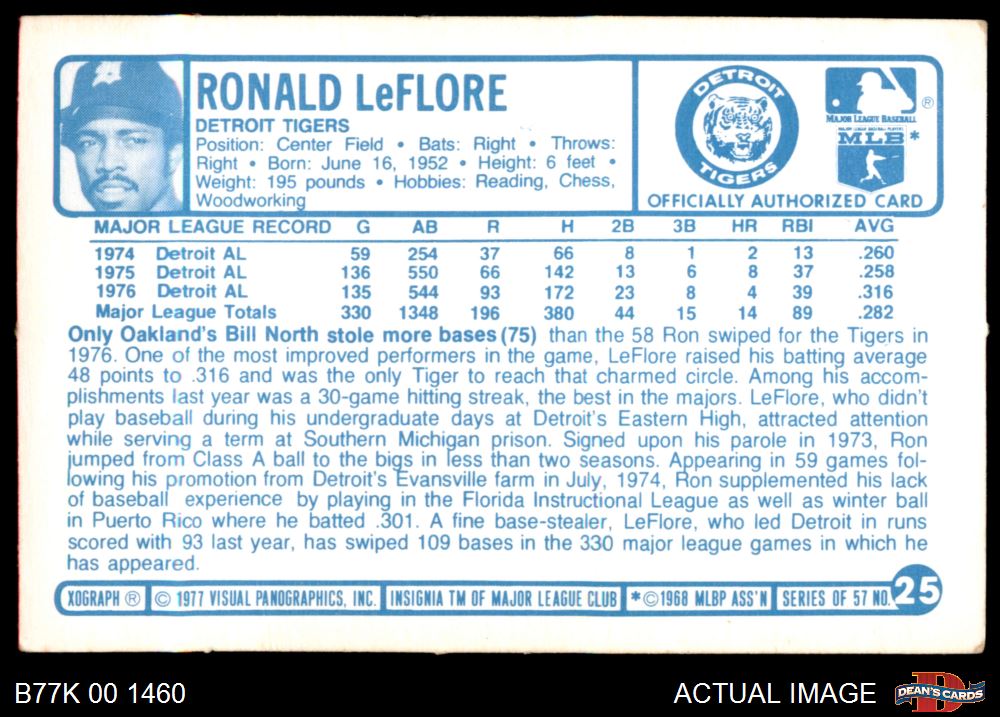 RONALD LeFLORE
DETROIT TIGERS
Position: Center Field • Bats: Right • Throws:
Right • Born: June 16, 1952 • Height: 6 feet •
Weight: 195 pounds • Hobbies: Reading, Chess,
Woodworking
DETROIT
TIGERS
®
MAJOR LEAGUE BASEBALL
MAJOR LEAGUE BASEBALL PLAYERS
MLB *
OFFICIALLY AUTHORIZED CARD
MAJOR LEAGUE RECORD G AB R H 2B 3B HR RBI AVG
1974 Detroit AL 59 254 37 66 8 1 2 13 .260
1975 Detroit AL 136 550 66 142 13 6 8 37 .258
1976 Detroit AL 135 544 93 172 23 8 4 39 .316
Major League Totals 330 1348 196 380 44 15 14 89 .282
Only Oakland's Bill North stole more bases (75) than the 58 Ron swiped for the Tigers in
1976. One of the most improved performers in the game, LeFlore raised his batting average
48 points to .316 and was the only Tiger to reach that charmed circle. Among his accom-
plishments last year was a 30-game hitting streak, the best in the majors. LeFlore, who didn't
play baseball during his undergraduate days at Detroit's Eastern High, attracted attention
while serving a term at Southern Michigan prison. Signed upon his parole in 1973, Ron
jumped from Class A ball to the bigs in less than two seasons. Appearing in 59 games fol-
lowing his promotion from Detroit's Evansville farm in July, 1974, Ron supplemented his lack
of baseball experience by playing in the Florida Instructional League as well as winter ball
in Puerto Rico where he batted .301. A fine base-stealer, LeFlore, who led Detroit in runs
scored with 93 last year, has swiped 109 bases in the 330 major league games in which he
has appeared.
XOGRAPH ® © 1977 VISUAL PANOGRAPHICS, INC. INSIGNIA TM OF MAJOR LEAGUE CLUB *©1968 MLBP ASS'N SERIES OF 57 NO. 25
B77K 00 1460
ACTUAL IMAGE
D
DEAN'S CARDS